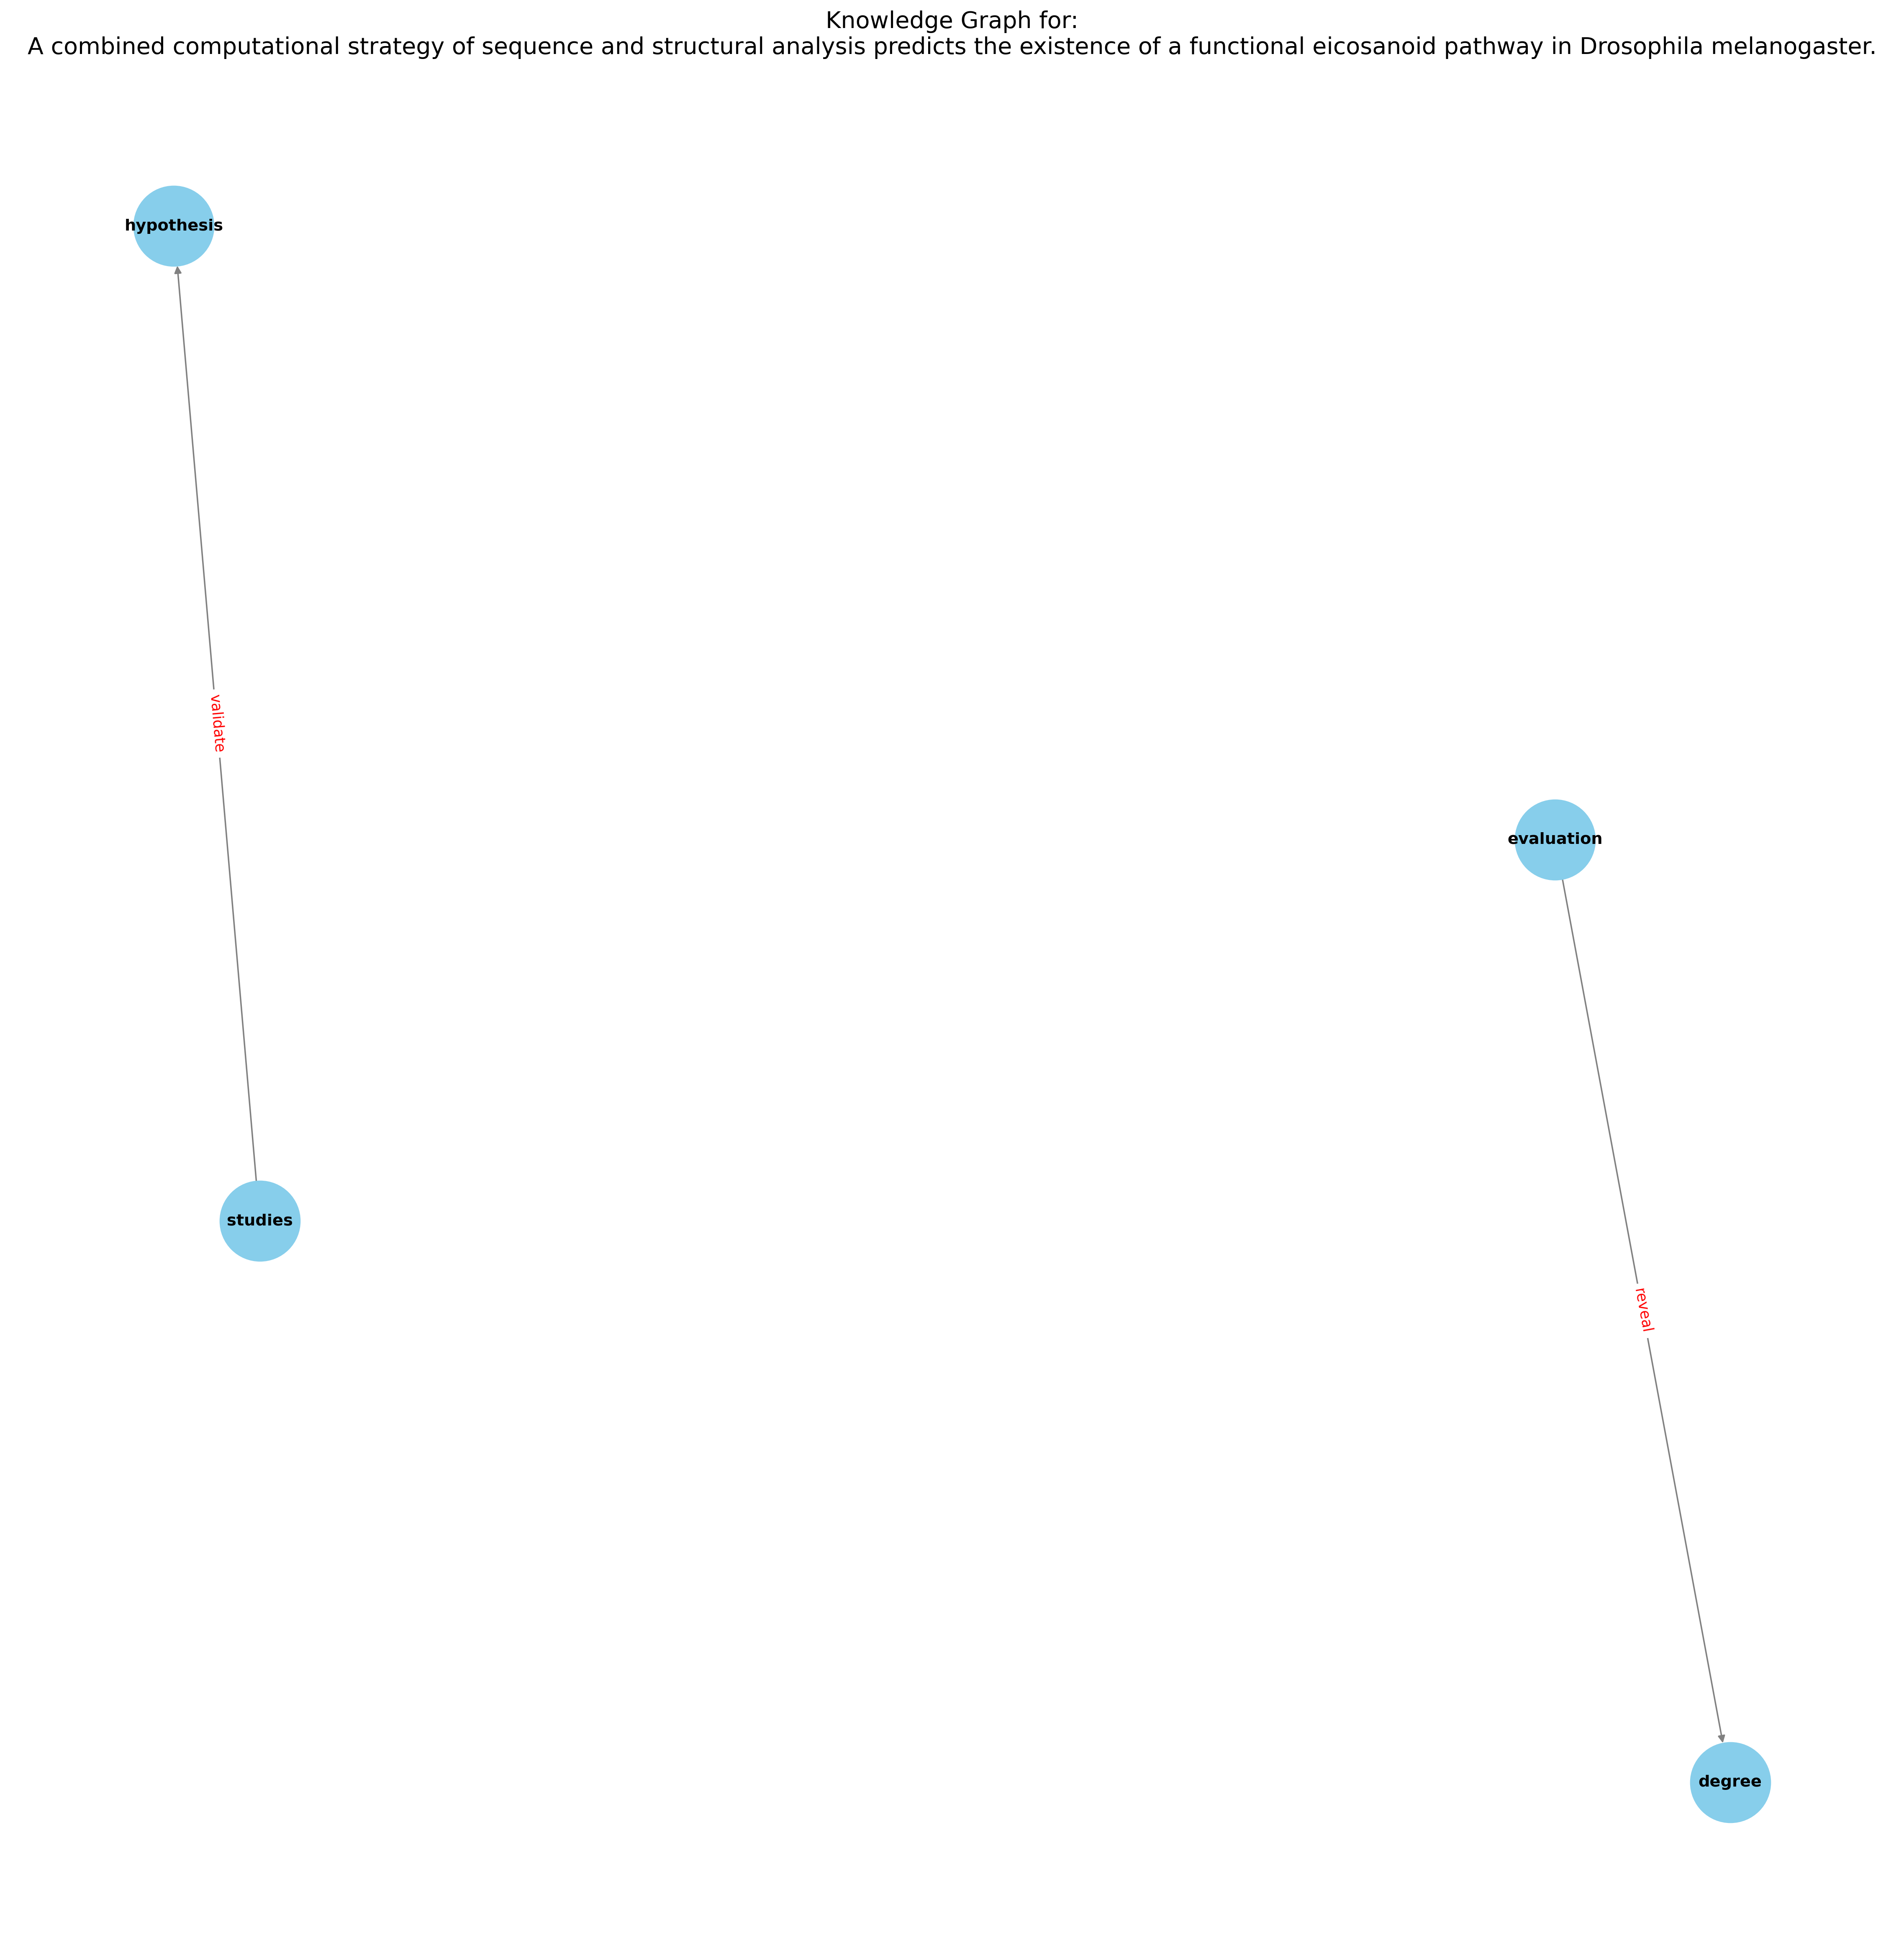 Knowledge Graph for:
A combined computational strategy of sequence and structural analysis predicts the existence of a functional eicosanoid pathway in Drosophila melanogaster.
hypothesis
validate
evaluation
studies
reveal
degree